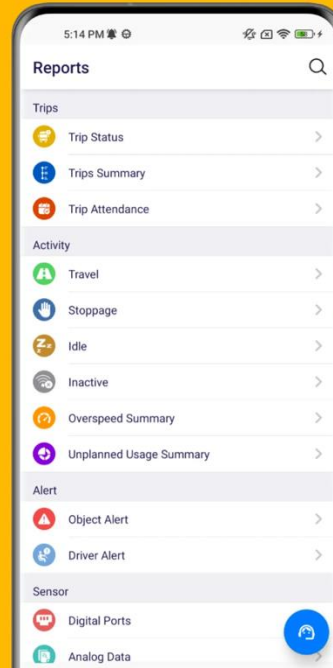 5:14 PM
Reports
Trips
Trip Status
Trips Summary
Trip Attendance
Activity
Travel
Stoppage
Idle
Inactive
Overspeed Summary
Unplanned Usage Summary
Alert
Object Alert
Driver Alert
Sensor
Digital Ports
Analog Data